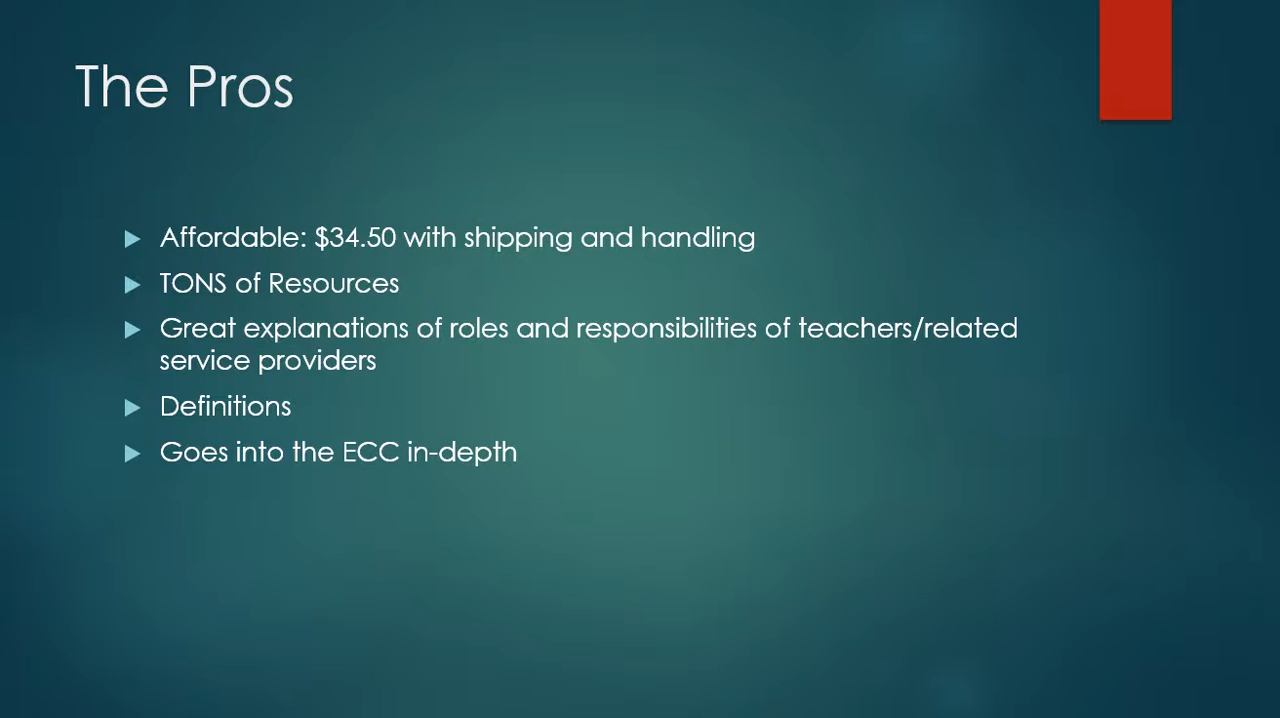 The Pros
Affordable: $34.50 with shipping and handling
TONS of Resources
Great explanations of roles and responsibilities of teachers/related
service providers
Definitions
Goes into the ECC in-depth